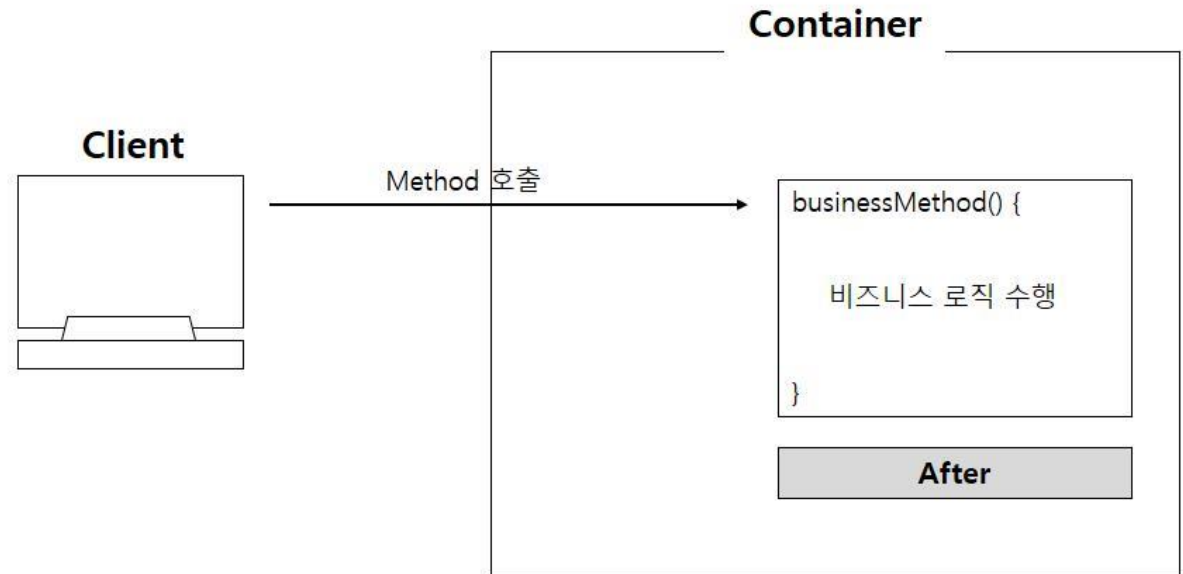 Container
Client
Method 호출
businessMethod() {
비즈니스 로직 수행
}
After